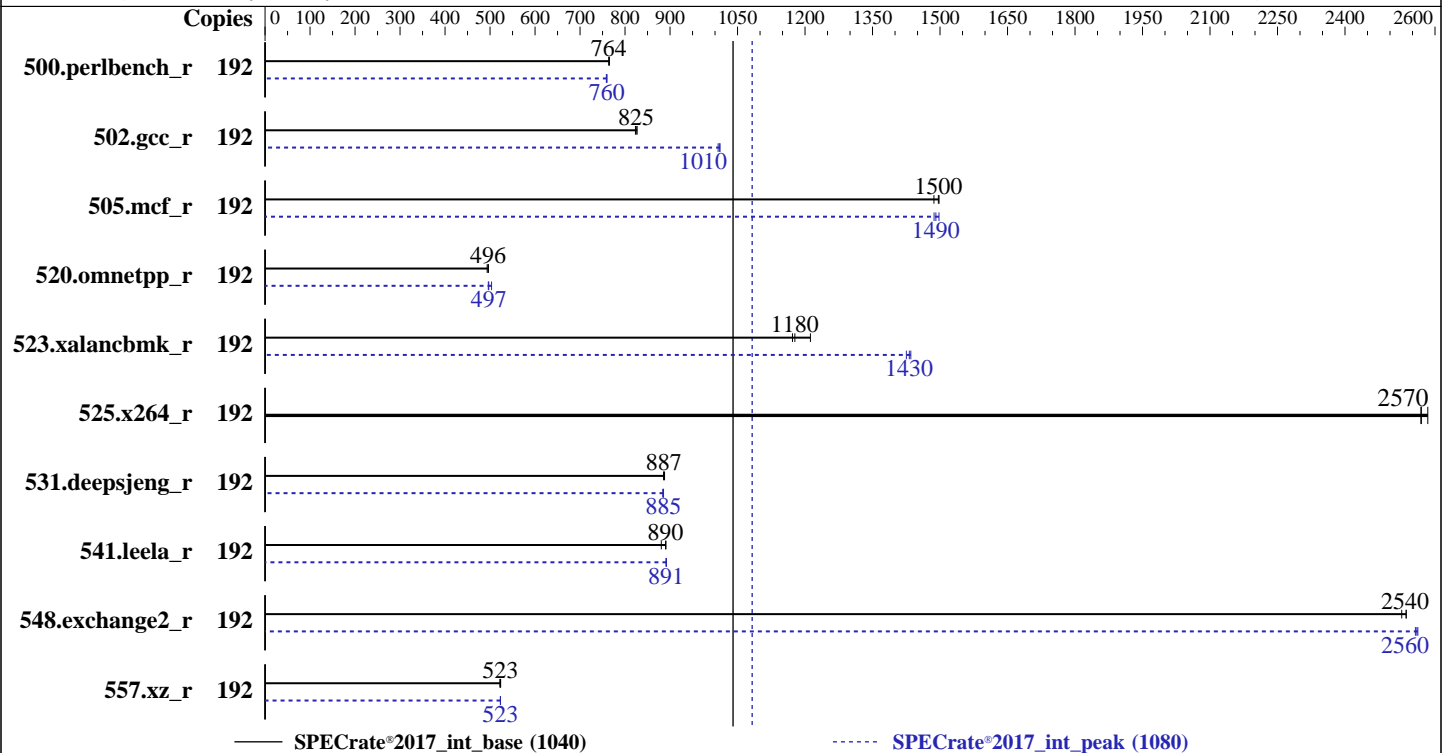 Copies 0 100 200 300 400 500 600 700 800 900 1050 1200 1350 1500 1650 1800 1950 2100 2250 2400 2600
764
500.perlbench_r 192
760
825
502.gcc_r 192
1010
1500
505.mcf_r 192
1490
496
520.omnetpp_r 192
497
1180
523.xalancbmk_r 192
1430
2570
525.x264_r 192
887
531.deepsjeng_r 192
885
890
541.leela_r 192
891
2540
548.exchange2_r 192
2560
523
557.xz_r 192
523
SPECrate®2017_int_base (1040) SPECrate®2017_int_peak (1080)